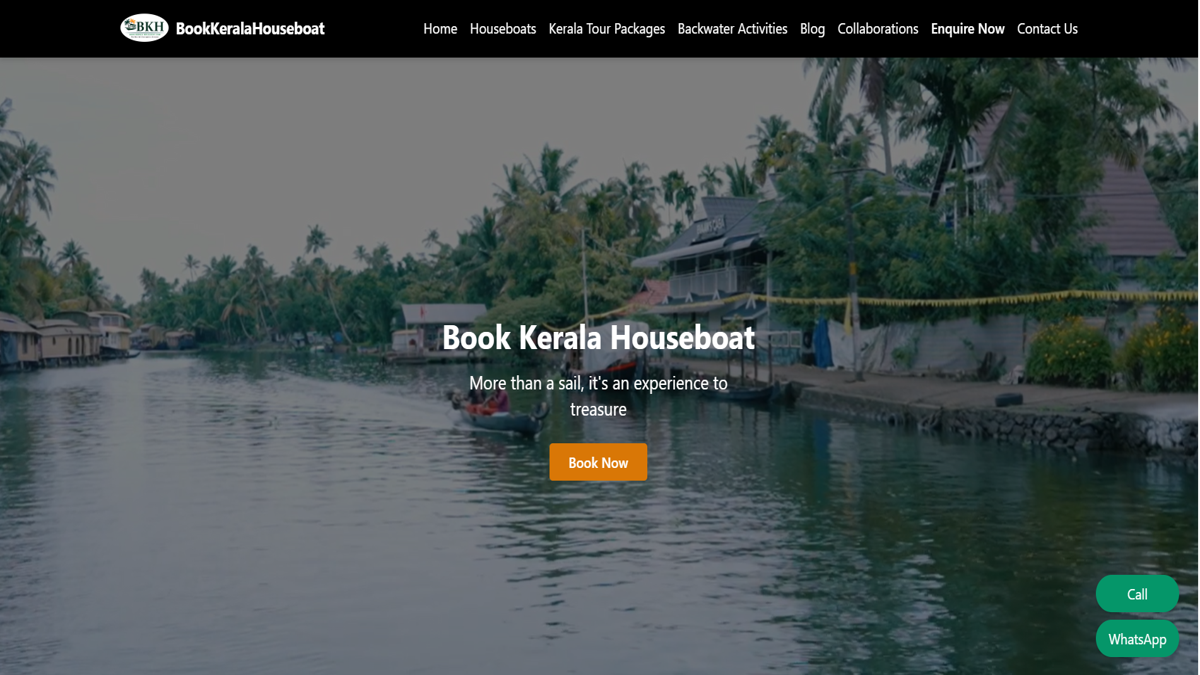 BKH
BookKeralaHouseboat
Home
Houseboats
Kerala Tour Packages
Backwater Activities
Blog
Collaborations
Enquire Now
Contact Us
Book Kerala Houseboat
More than a sail, it's an experience to
treasure
Book Now
Call
WhatsApp